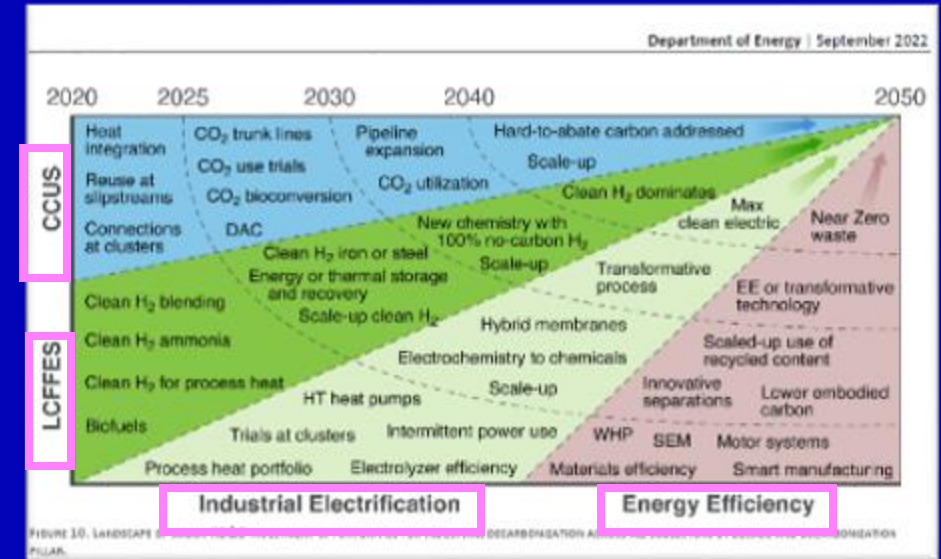 Department of Energy | September 2022
2020 2025 2030 2040 2050
CCUS
Heat
integration
Reuse at
slipstreams
Connections
at clusters
CO₂ trunk lines
CO₂ use trials
CO₂ bioconversion
DAC
Pipeline
expansion
CO₂ utilization
Hard-to-abate carbon addressed
Scale-up
LCFFES
Clean H₂ blending
Clean H₂ ammonia
Clean H₂ for process heat
Biofuels
Clean H₂ iron or steel
Energy or thermal storage
and recovery
Scale-up clean H₂
New chemistry with
100% no-carbon H₂
Scale-up
Clean H₂ dominates
Process heat portfolio
Trials at clusters
HT heat pumps
Electrolyzer efficiency
Intermittent power use
Scale-up
Electrochemistry to chemicals
Hybrid membranes
Transformative
process
Max
clean electric
Near Zero
waste
EE or transformative
technology
Scaled-up use of
recycled content
Innovative
separations
Lower embodied
carbon
WHP
SEM
Motor systems
Materials efficiency
Smart manufacturing
Industrial Electrification
Energy Efficiency
FIGURE 10. LANDSCAPE
PILLAR.